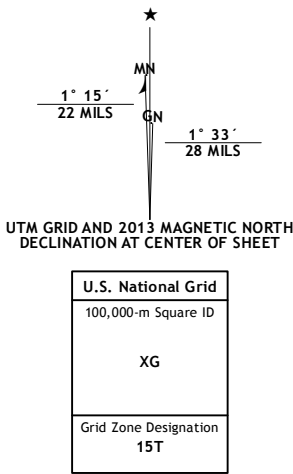 ★
MN
1° 15´
22 MILS
GN
1° 33´
28 MILS
UTM GRID AND 2013 MAGNETIC NORTH
DECLINATION AT CENTER OF SHEET
U.S. National Grid
100,000-m Square ID
XG
Grid Zone Designation
15T